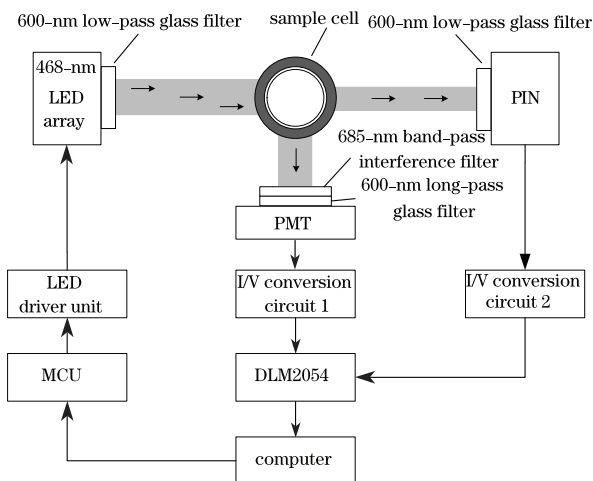 600-nm low-pass glass filter
sample cell
600-nm low-pass glass filter
468-nm
LED
array
PIN
685-nm band-pass
interference filter
600-nm long-pass
glass filter
PMT
LED
driver unit
I/V conversion
circuit 1
I/V conversion
circuit 2
MCU
DLM2054
computer